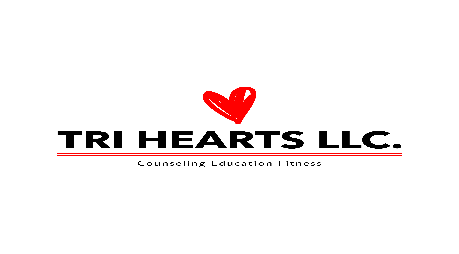 TRI HEARTS LLC.
Counseling Education Fitness